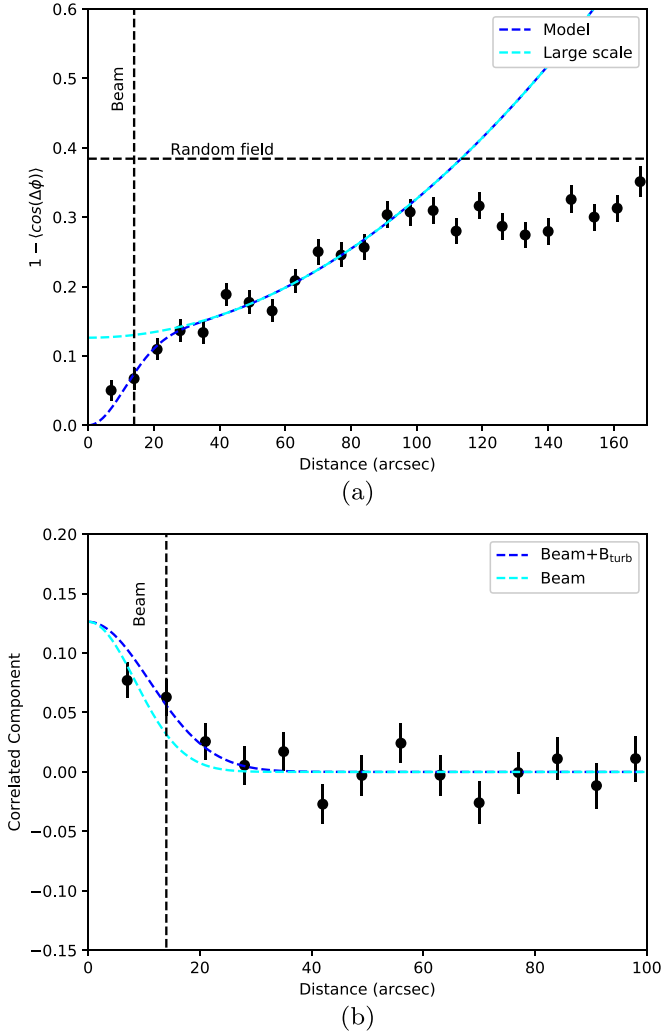 0.6
0.5
0.4
0.3
0.2
0.1
0.0
1 − ⟨cos(Δϕ)⟩
Beam
Random field
Model
Large scale
0 20 40 60 80 100 120 140 160
Distance (arcsec)
(a)
0.20
0.15
0.10
0.05
0.00
−0.05
−0.10
−0.15
Correlated Component
Beam
Beam+B_turb
Beam
0 20 40 60 80 100
Distance (arcsec)
(b)